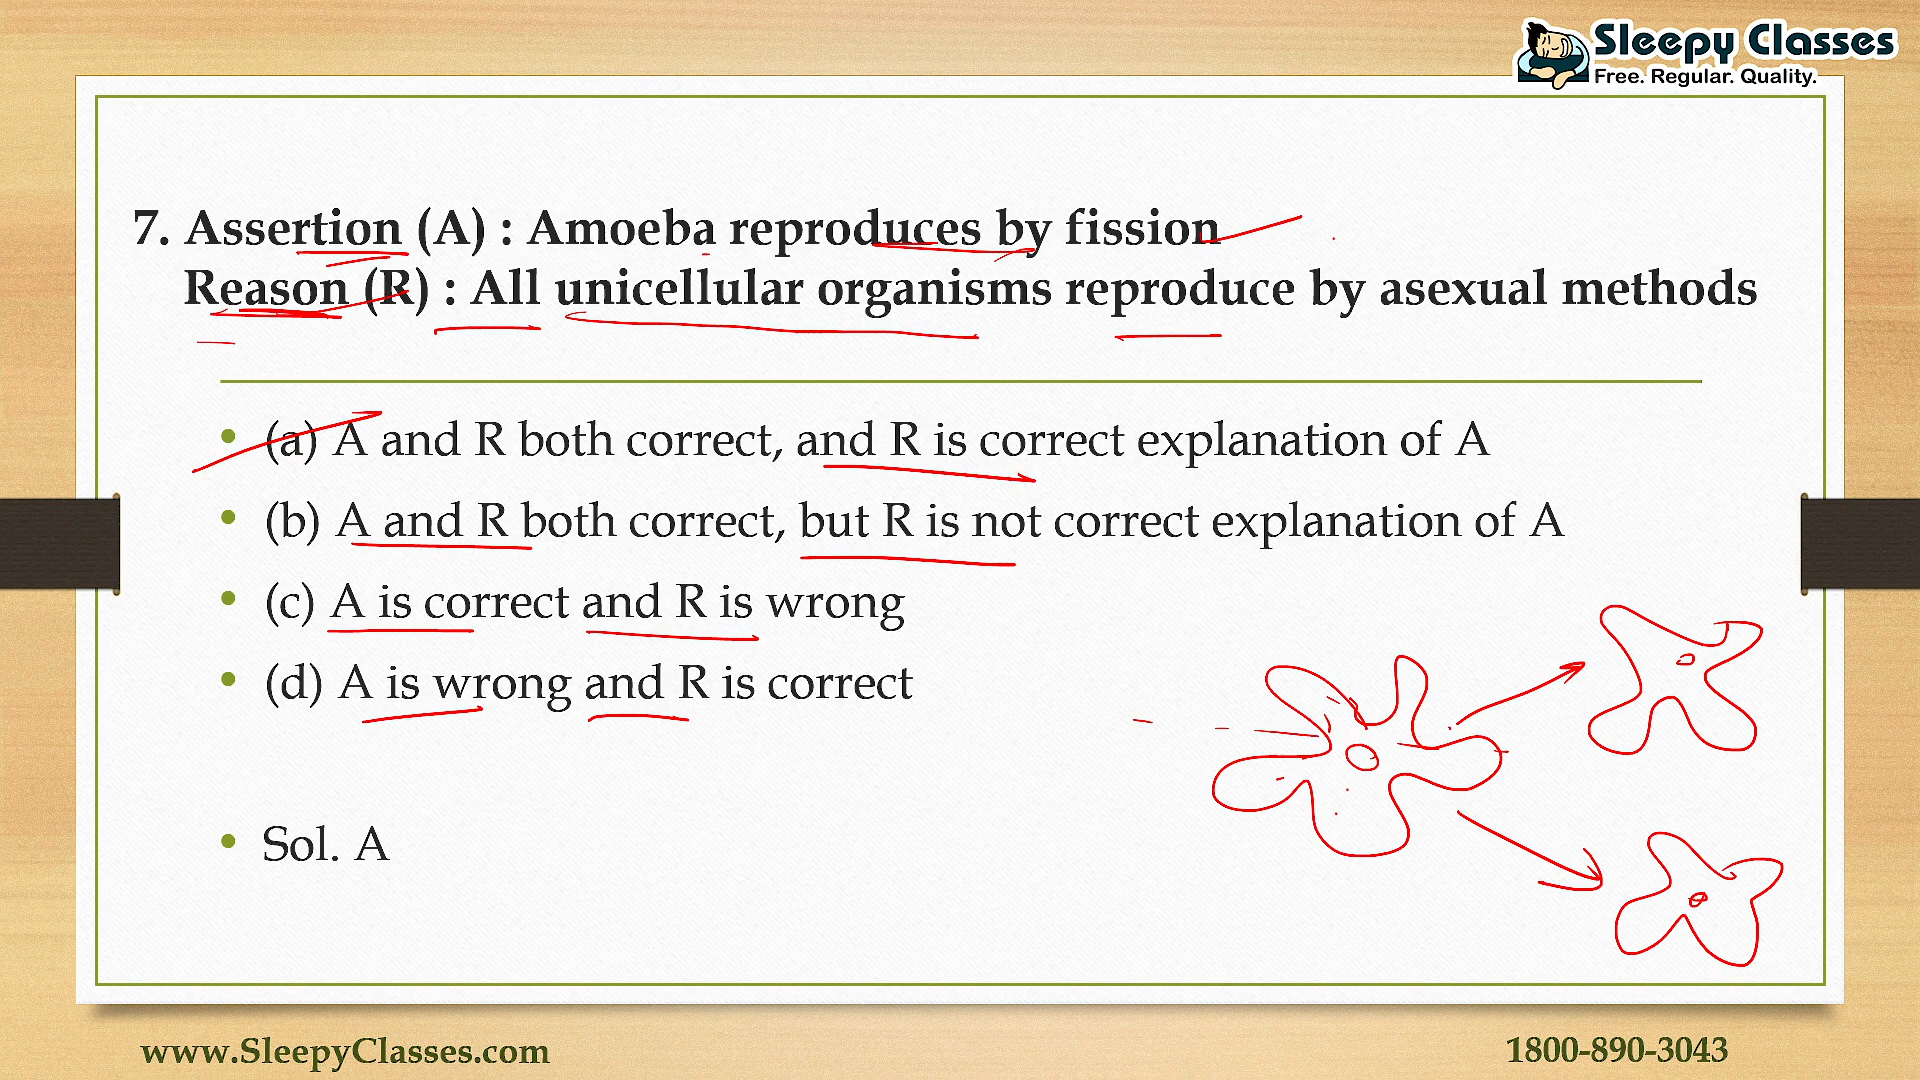 Sleepy Classes
Free. Regular. Quality.
7. Assertion (A) : Amoeba reproduces by fission
Reason (R) : All unicellular organisms reproduce by asexual methods
• (a) A and R both correct, and R is correct explanation of A
• (b) A and R both correct, but R is not correct explanation of A
• (c) A is correct and R is wrong
• (d) A is wrong and R is correct
• Sol. A
www.SleepyClasses.com
1800-890-3043